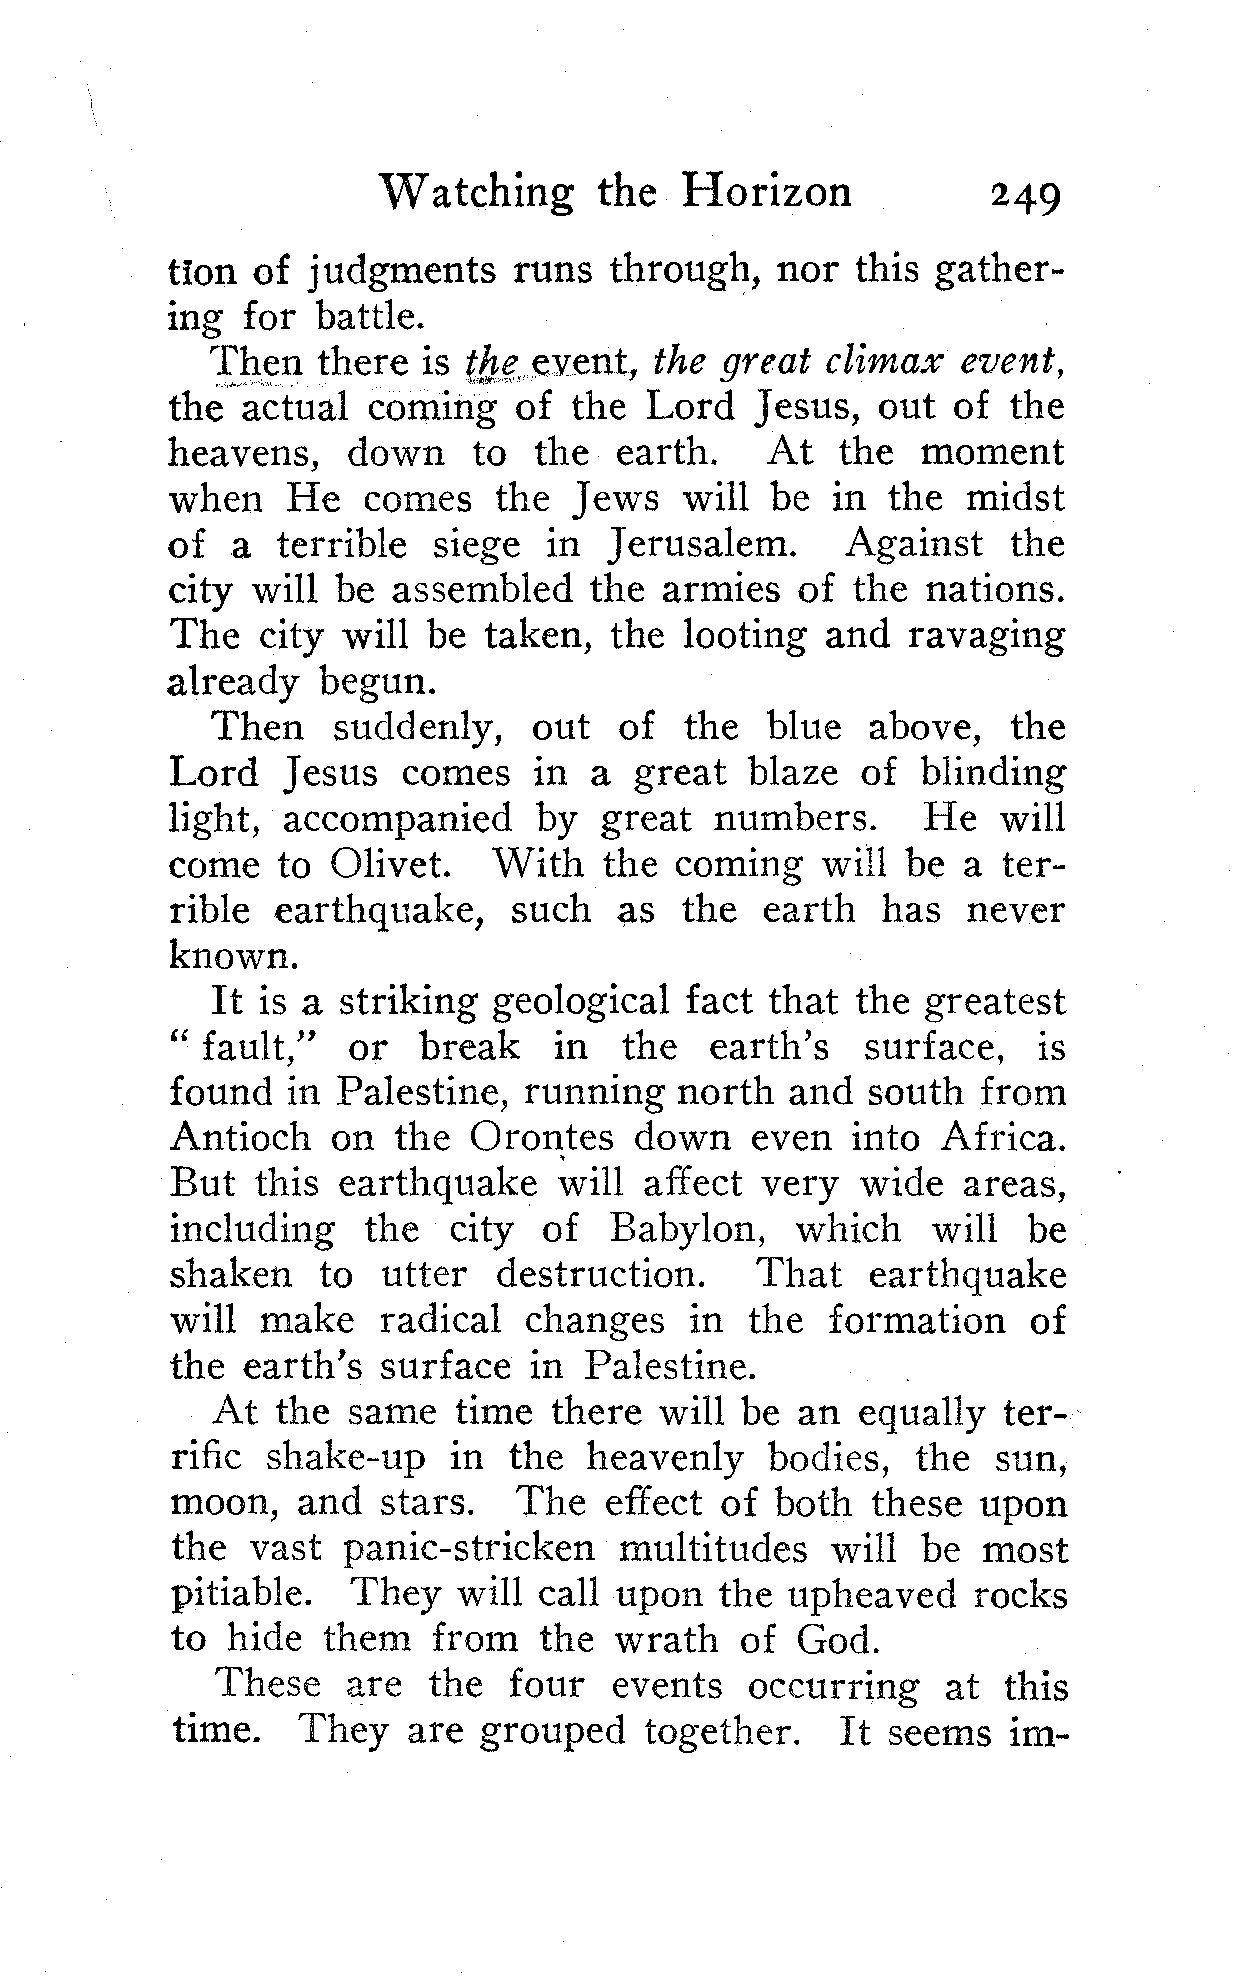 Watching the Horizon 249
tion of judgments runs through, nor this gather-
ing for battle.
Then there is the event, the great climax event,
the actual coming of the Lord Jesus, out of the
heavens, down to the earth. At the moment
when He comes the Jews will be in the midst
of a terrible siege in Jerusalem. Against the
city will be assembled the armies of the nations.
The city will be taken, the looting and ravaging
already begun.
Then suddenly, out of the blue above, the
Lord Jesus comes in a great blaze of blinding
light, accompanied by great numbers. He will
come to Olivet. With the coming will be a ter-
rible earthquake, such as the earth has never
known.
It is a striking geological fact that the greatest
“ fault,” or break in the earth's surface, is
found in Palestine, running north and south from
Antioch on the Orontes down even into Africa.
But this earthquake will affect very wide areas,
including the city of Babylon, which will be
shaken to utter destruction. That earthquake
will make radical changes in the formation of
the earth's surface in Palestine.
At the same time there will be an equally ter-
rific shake-up in the heavenly bodies, the sun,
moon, and stars. The effect of both these upon
the vast panic-stricken multitudes will be most
pitiable. They will call upon the upheaved rocks
to hide them from the wrath of God.
These are the four events occurring at this
time. They are grouped together. It seems im-